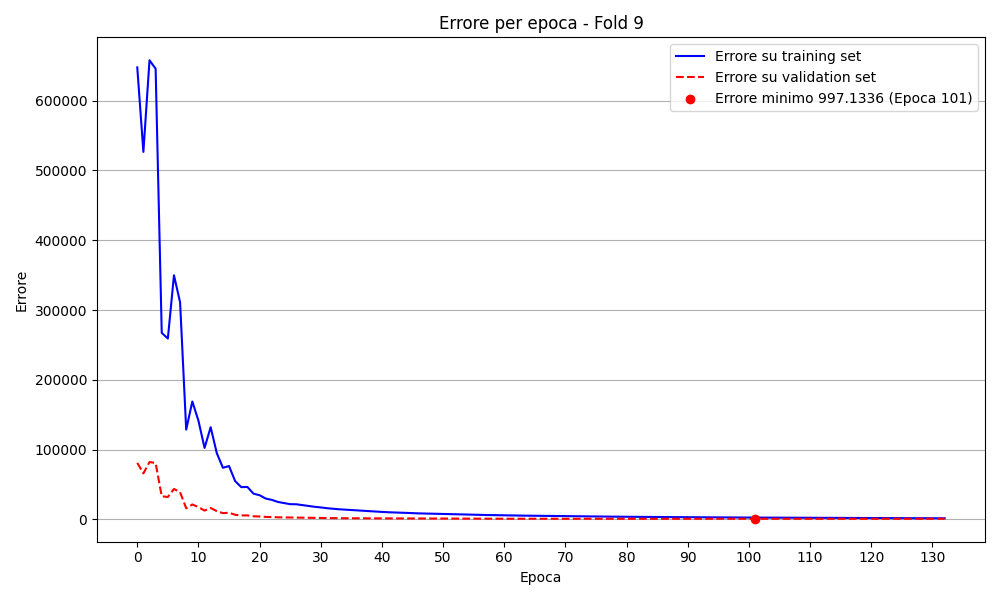 Errore per epoca - Fold 9
Errore su training set
Errore su validation set
Errore minimo 997.1336 (Epoca 101)
600000
500000
400000
300000
200000
100000
0
Errore
0 10 20 30 40 50 60 70 80 90 100 110 120 130
Epoca